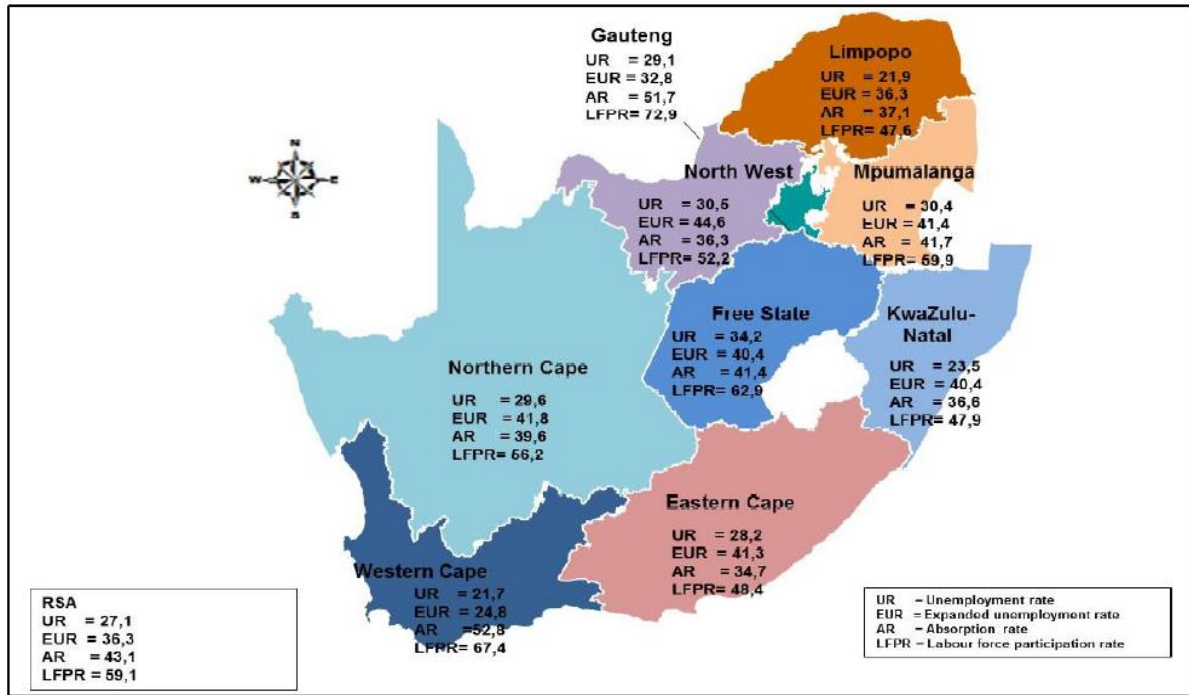 Gauteng
UR = 29,1
EUR = 32,8
AR = 51,7
LFPR= 72,9
Limpopo
UR = 21,9
EUR = 36,3
AR = 37,1
LFPR= 47,6
N
W E
S
North West
UR = 30,5
EUR = 44,6
AR = 36,3
LFPR= 52,2
Mpumalanga
UR = 30,4
EUR = 41,4
AR = 41,7
LFPR= 59,9
Free State
UR = 34,2
EUR = 40,4
AR = 41,4
LFPR= 62,9
KwaZulu-
Natal
UR = 23,5
EUR = 40,4
AR = 36,6
LFPR= 47,9
Northern Cape
UR = 29,6
EUR = 41,8
AR = 39,6
LFPR= 56,2
Eastern Cape
UR = 28,2
EUR = 41,3
AR = 34,7
LFPR= 48,4
Western Cape
UR = 21,7
EUR = 24,8
AR =52,8
LFPR= 67,4
RSA
UR = 27,1
EUR = 36,3
AR = 43,1
LFPR = 59,1
UR = Unemployment rate
EUR = Expanded unemployment rate
AR = Absorption rate
LFPR = Labour force participation rate